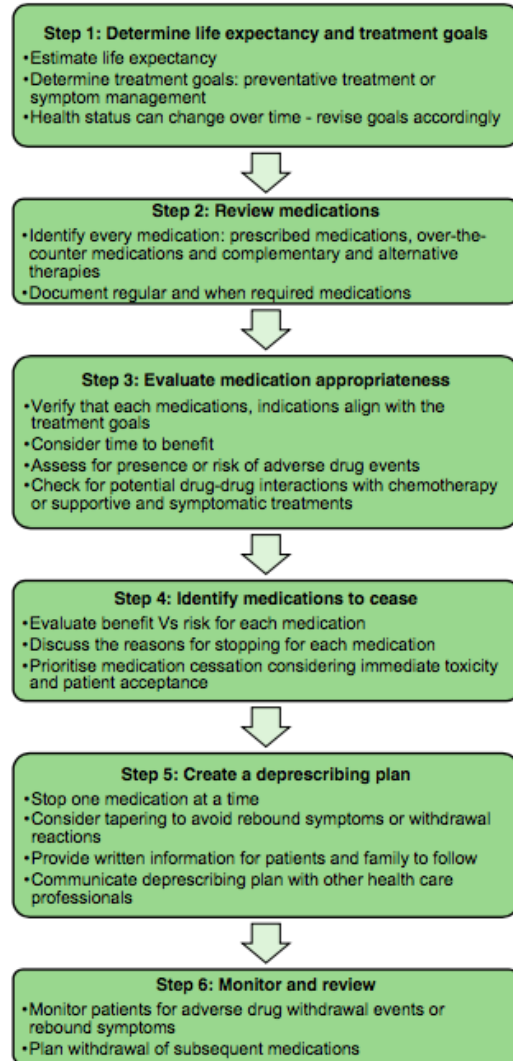 Step 1: Determine life expectancy and treatment goals
•Estimate life expectancy
•Determine treatment goals: preventative treatment or
symptom management
•Health status can change over time - revise goals accordingly
Step 2: Review medications
•Identify every medication: prescribed medications, over-the-
counter medications and complementary and alternative
therapies
•Document regular and when required medications
Step 3: Evaluate medication appropriateness
•Verify that each medications, indications align with the
treatment goals
•Consider time to benefit
•Assess for presence or risk of adverse drug events
•Check for potential drug-drug interactions with chemotherapy
or supportive and symptomatic treatments
Step 4: Identify medications to cease
•Evaluate benefit Vs risk for each medication
•Discuss the reasons for stopping for each medication
•Prioritise medication cessation considering immediate toxicity
and patient acceptance
Step 5: Create a deprescribing plan
•Stop one medication at a time
•Consider tapering to avoid rebound symptoms or withdrawal
reactions
•Provide written information for patients and family to follow
•Communicate deprescribing plan with other health care
professionals
Step 6: Monitor and review
•Monitor patients for adverse drug withdrawal events or
rebound symptoms
•Plan withdrawal of subsequent medications